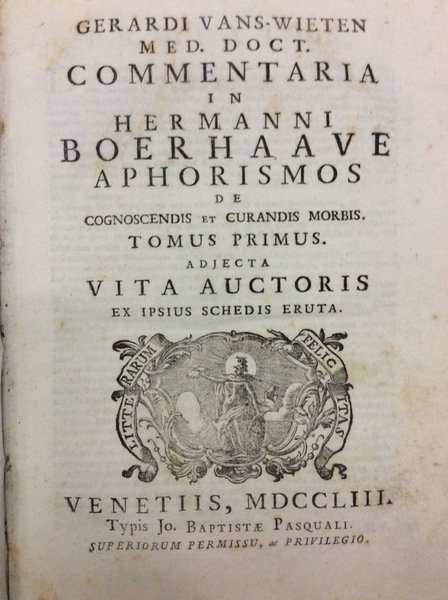 GERARDI VANS-WIETEN
MED. DOCT.
COMMENTARIA
IN
HERMANNI
BOERHAAVE
APHORISMOS
DE
COGNOSCENDIS ET CURANDIS MORBIS.
TOMUS PRIMUS.
ADJECTA
VITA AUCTORIS
EX IPSIUS SCHEDIS ERUTA.
LITTERARUM FELICITAS
VENETIIS, MDCCLIII.
Typis Jo. BAPTISTÆ PASQUALI.
SUPERIORUM PERMISSU, ac PRIVILEGIO.